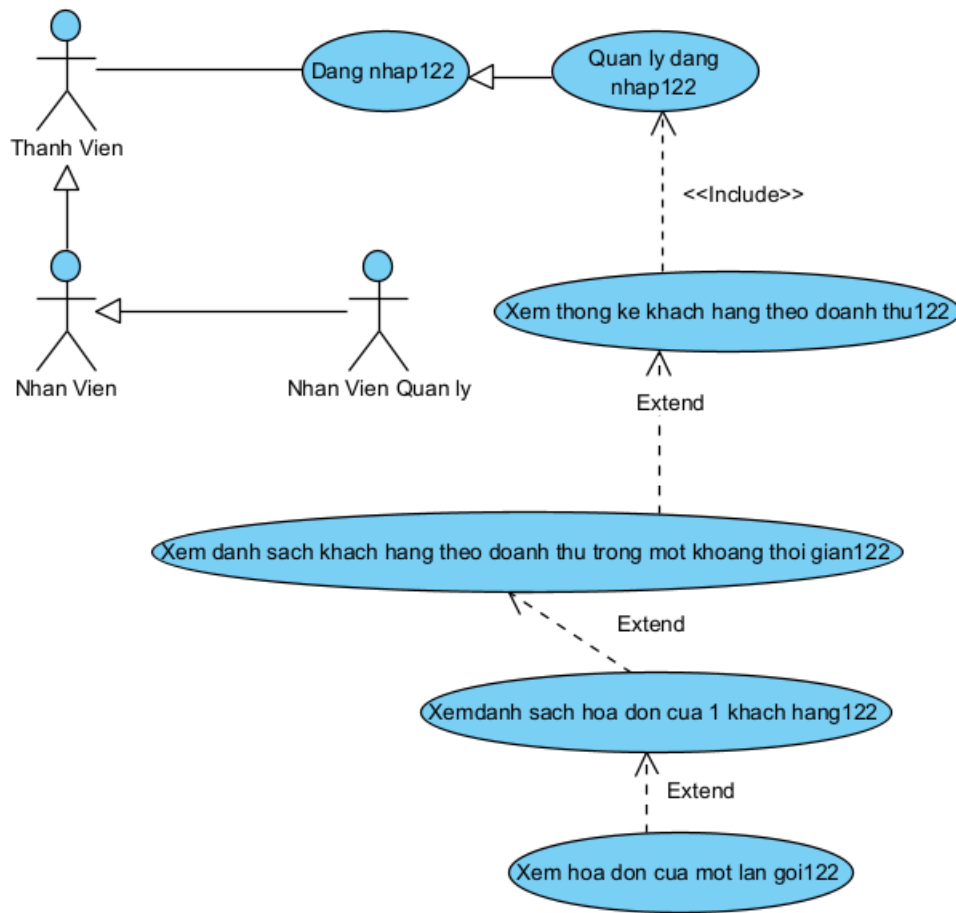 Dang nhap122
Quan ly dang
nhap122
Thanh Vien
<<Include>>
Nhan Vien
Nhan Vien Quan ly
Xem thong ke khach hang theo doanh thu122
Extend
Xem danh sach khach hang theo doanh thu trong mot khoang thoi gian122
Extend
Xemdanh sach hoa don cua 1 khach hang122
Extend
Xem hoa don cua mot lan goi122